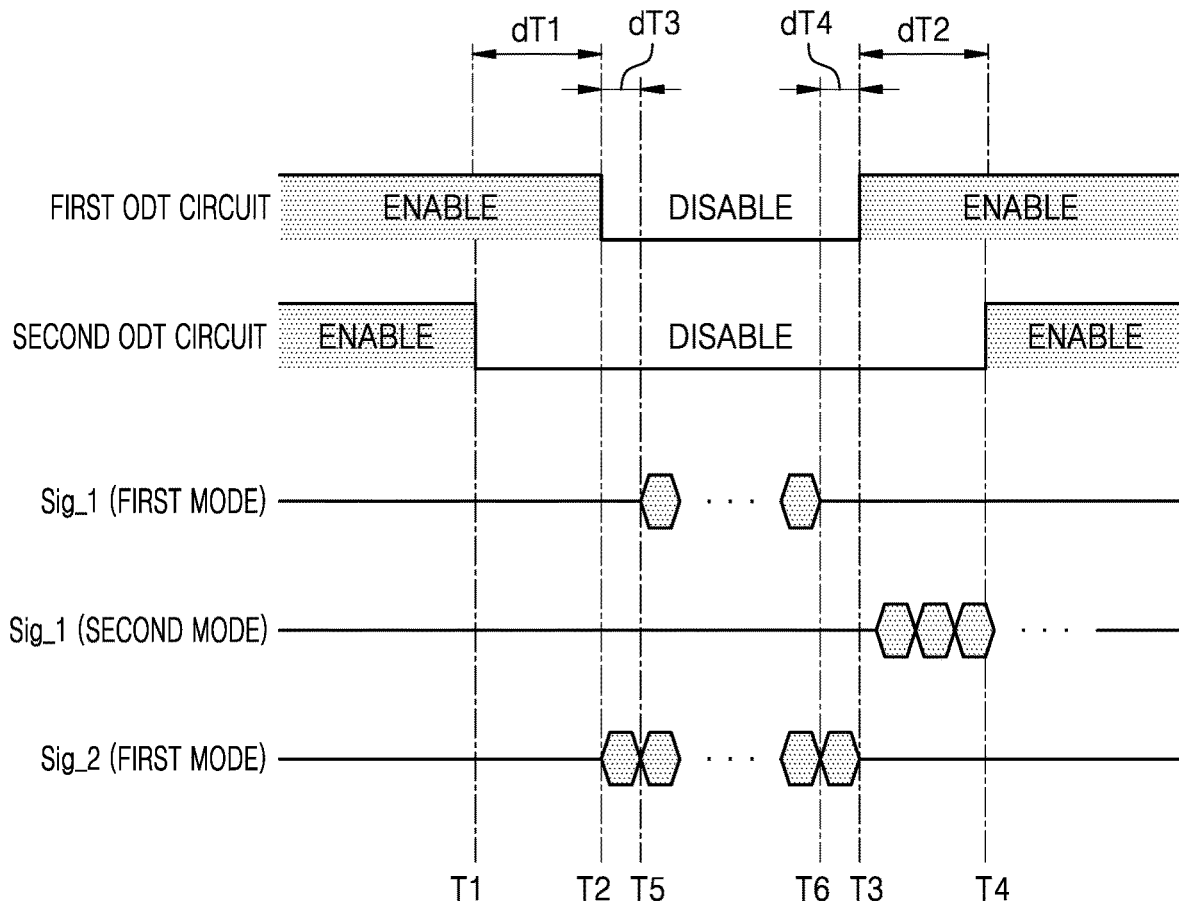 dT1 dT3 dT4 dT2
FIRST ODT CIRCUIT ENABLE DISABLE ENABLE
SECOND ODT CIRCUIT ENABLE DISABLE ENABLE
Sig_1 (FIRST MODE) · · ·
Sig_1 (SECOND MODE) · · ·
Sig_2 (FIRST MODE) · · ·
T1 T2 T5 T6 T3 T4